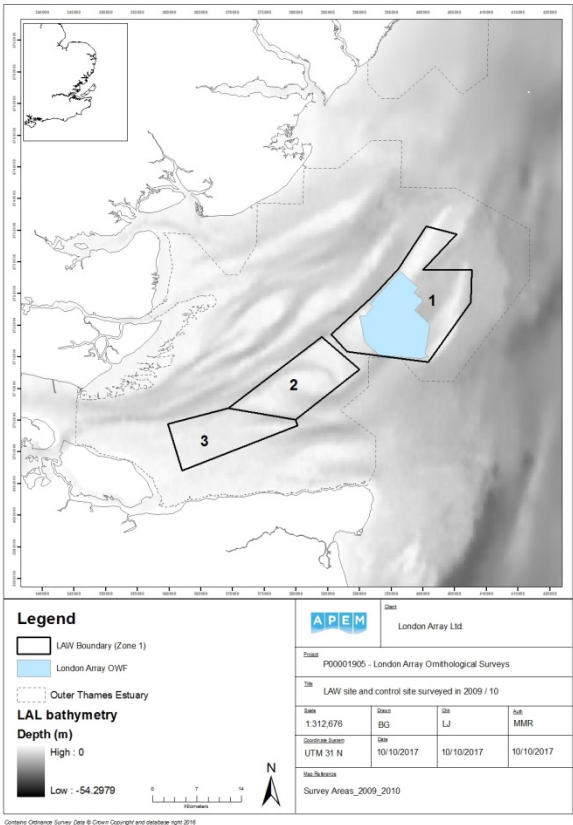 1
2
3
Legend
LAW Boundary (Zone 1)
London Array OWF
Outer Thames Estuary
LAL bathymetry
Depth (m)
High : 0
Low : -54.2979
0 7 14
Kilometers
N
APEM
Client
London Array Ltd.
Project
P00001905 - London Array Ornithological Surveys
Title
LAW site and control site surveyed in 2009 / 10
Scale
1:312,676
Drawn
BG
Chk
LJ
Auth
MMR
Coordinate System
UTM 31 N
Date
10/10/2017
10/10/2017
10/10/2017
Map Reference
Survey Areas_2009_2010
Contains Ordnance Survey Data © Crown Copyright and database right 2016